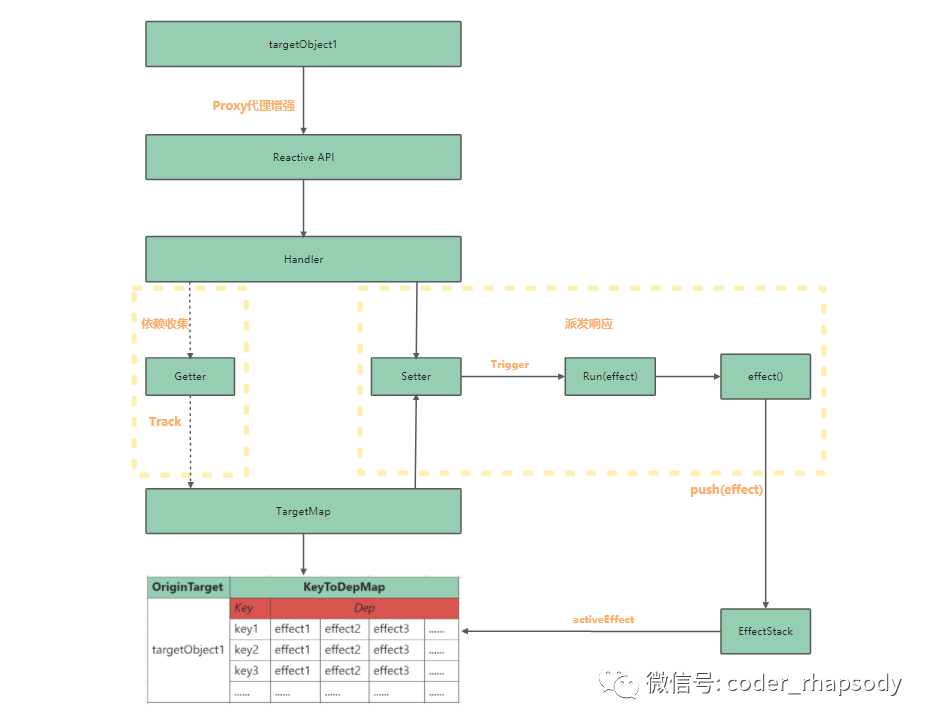 targetObject1
Proxy代理增强
Reactive API
Handler
依赖收集
派发响应
Getter
Setter
Trigger
Run(effect)
effect()
Track
push(effect)
TargetMap
OriginTarget KeyToDepMap
Key Dep
key1 effect1 effect2 effect3 ......
targetObject1 key2 effect1 effect2 effect3 ......
key3 effect1 effect2 effect3 ......
...... ...... ...... ...... ......
activeEffect
EffectStack
微信号: coder_rhapsody